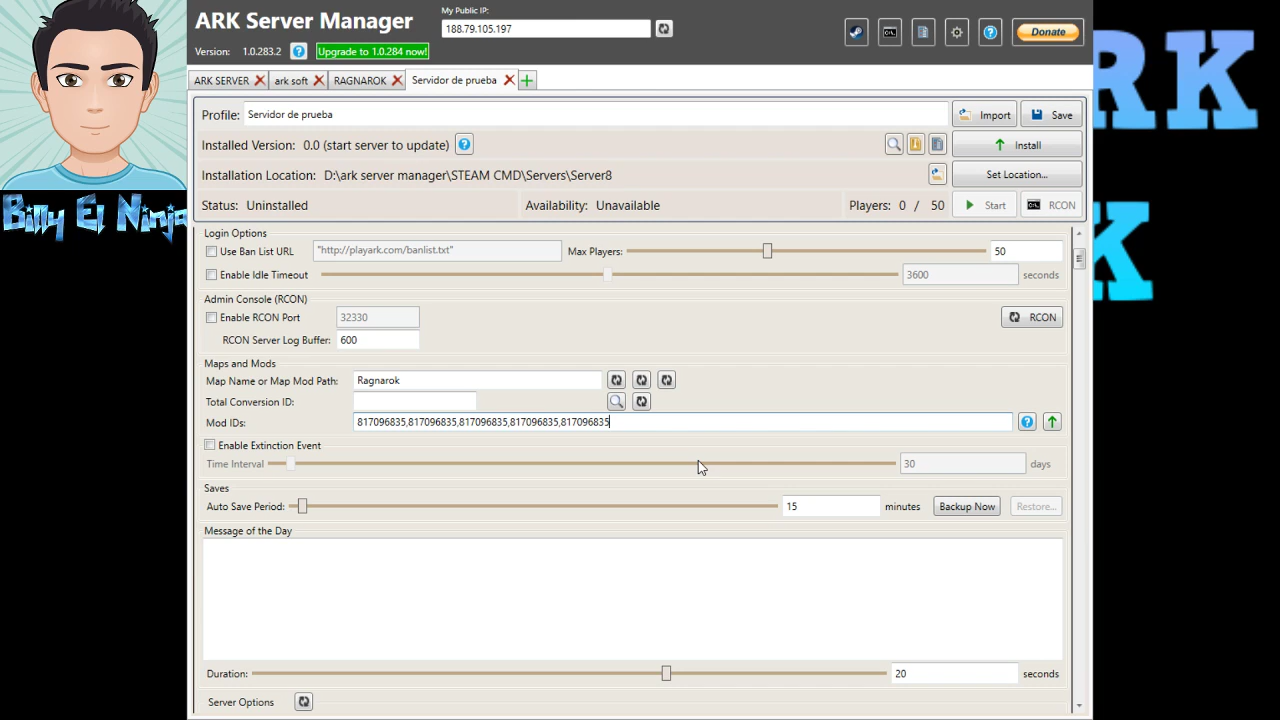 ARK Server Manager
My Public IP:
188.79.105.197
Version: 1.0.283.2 ? Upgrade to 1.0.284 now!
? Donate
ARK SERVER ark soft RAGNAROK Servidor de prueba
Profile: Servidor de prueba Import Save
Installed Version: 0.0 (start server to update) ? Install
Installation Location: D:\ark server manager\STEAM CMD\Servers\Server8 Set Location...
Status: Uninstalled Availability: Unavailable Players: 0 / 50 Start RCON
Login Options
Use Ban List URL "http://playark.com/banlist.txt" Max Players: 50
Enable Idle Timeout 3600 seconds
Admin Console (RCON)
Enable RCON Port 32330 RCON
RCON Server Log Buffer: 600
Maps and Mods
Map Name or Map Mod Path: Ragnarok
Total Conversion ID:
Mod IDs: 817096835,817096835,817096835,817096835,817096835 ?
Enable Extinction Event
Time Interval 30 days
Saves
Auto Save Period: 15 minutes Backup Now Restore...
Message of the Day
Duration: 20 seconds
Server Options
Billy El Ninja
RK
K